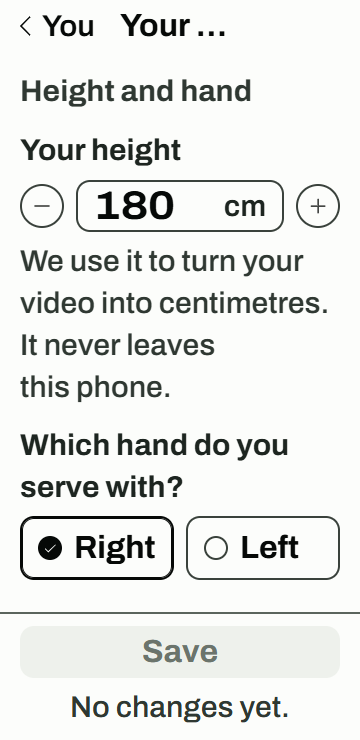 You Your ...
Height and hand
Your height
180 cm
We use it to turn your
video into centimetres.
It never leaves
this phone.
Which hand do you
serve with?
Right Left
Save
No changes yet.